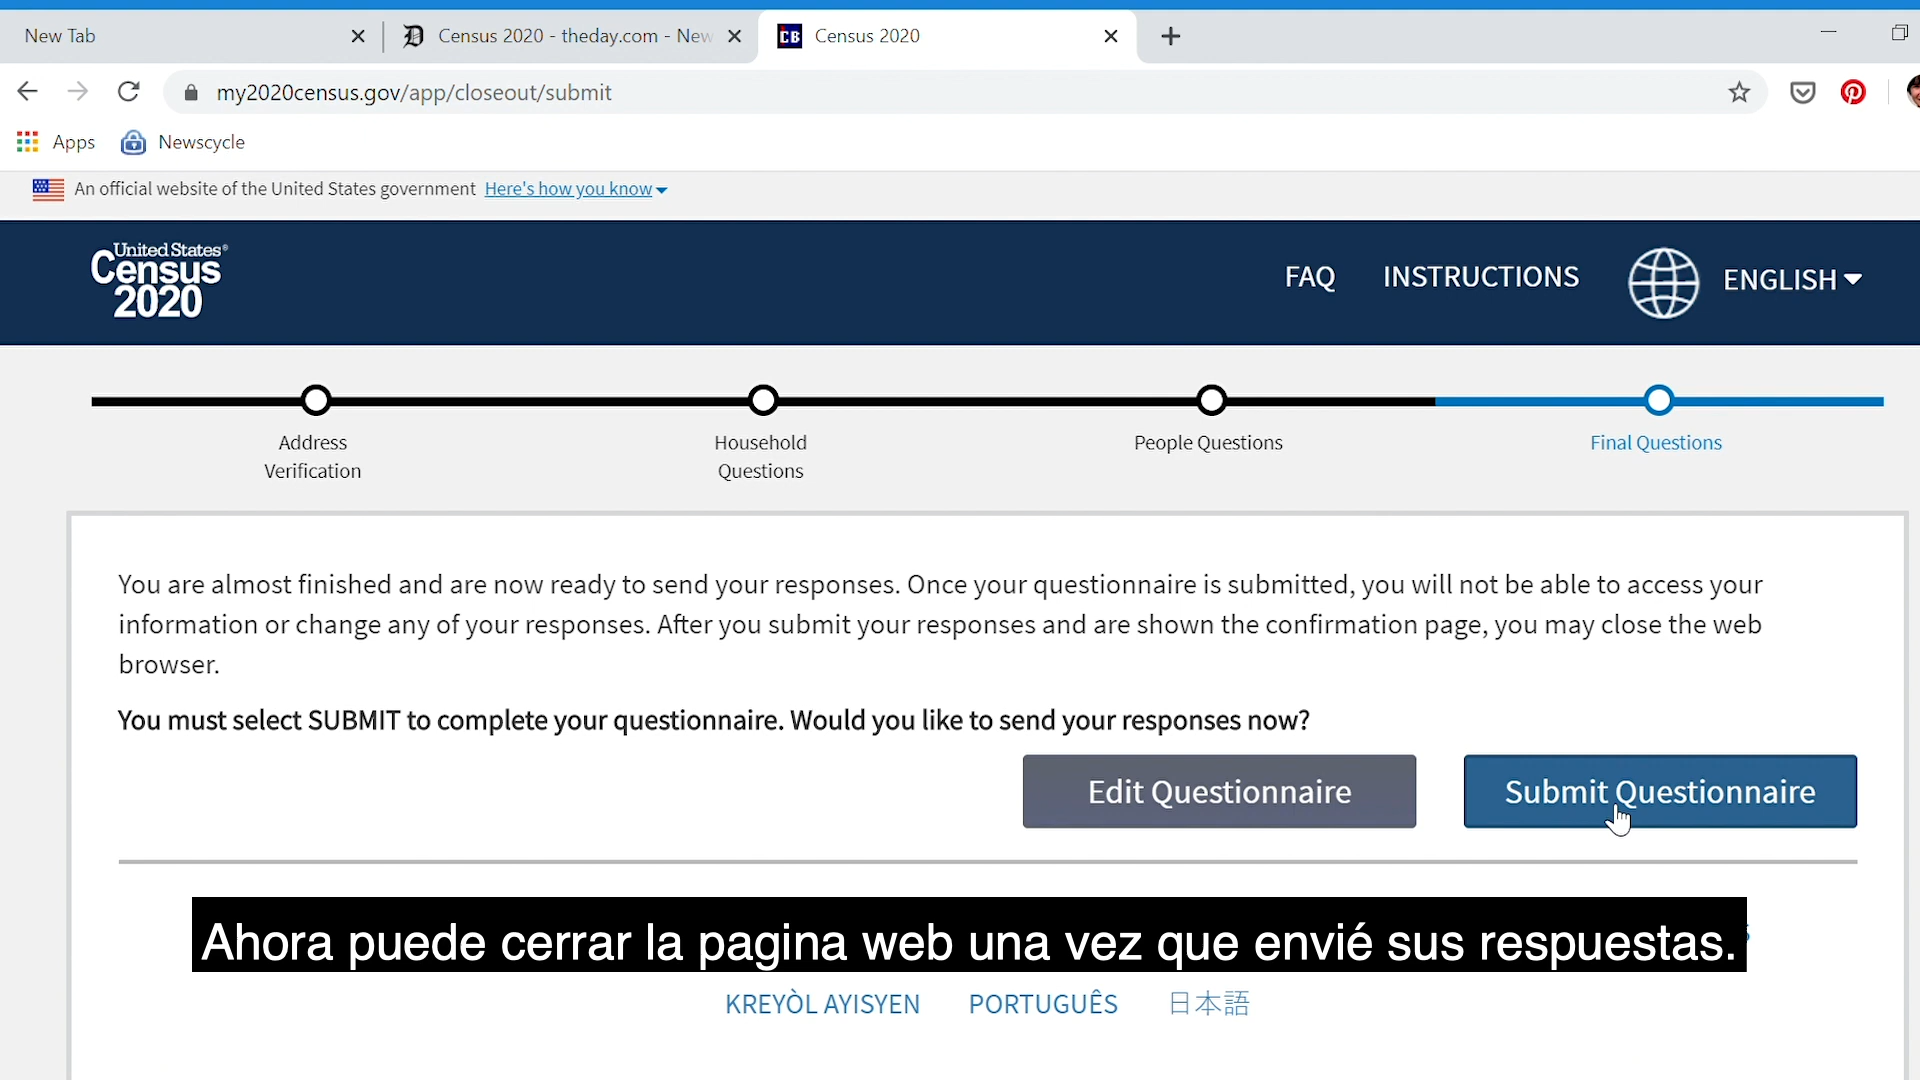 New Tab
Census 2020 - theday.com - New
Census 2020
my2020census.gov/app/closeout/submit
Apps
Newscycle
An official website of the United States government Here's how you know
United States®
Census
2020
FAQ
INSTRUCTIONS
ENGLISH
Address
Verification
Household
Questions
People Questions
Final Questions
You are almost finished and are now ready to send your responses. Once your questionnaire is submitted, you will not be able to access your
information or change any of your responses. After you submit your responses and are shown the confirmation page, you may close the web
browser.
You must select SUBMIT to complete your questionnaire. Would you like to send your responses now?
Edit Questionnaire
Submit Questionnaire
Ahora puede cerrar la pagina web una vez que envié sus respuestas.
KREYÒL AYISYEN
PORTUGUÊS
日本語